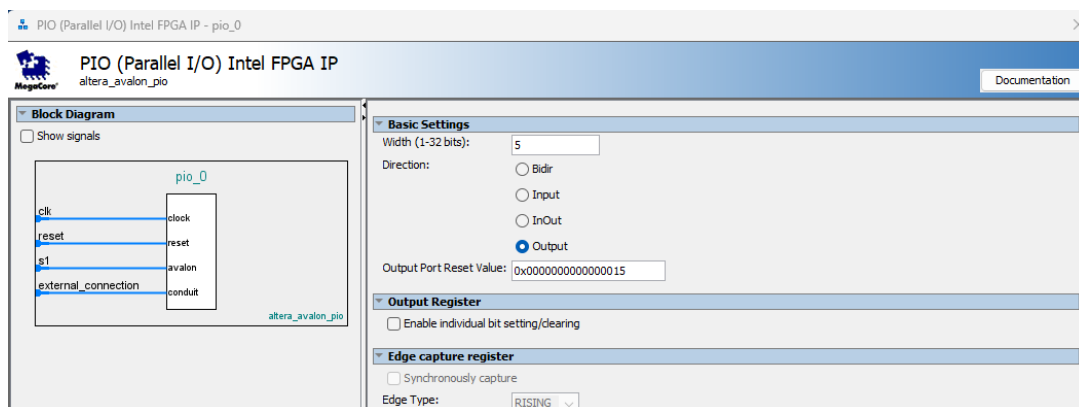 PIO (Parallel I/O) Intel FPGA IP - pio_0
PIO (Parallel I/O) Intel FPGA IP
altera_avalon_pio
MegaCore®
Documentation
Block Diagram
Show signals
pio_0
clk
clock
reset
reset
s1
avalon
external_connection
conduit
altera_avalon_pio
Basic Settings
Width (1-32 bits): 5
Direction: Bidir
Input
InOut
Output
Output Port Reset Value: 0x0000000000000015
Output Register
Enable individual bit setting/clearing
Edge capture register
Synchronously capture
Edge Type: RISING